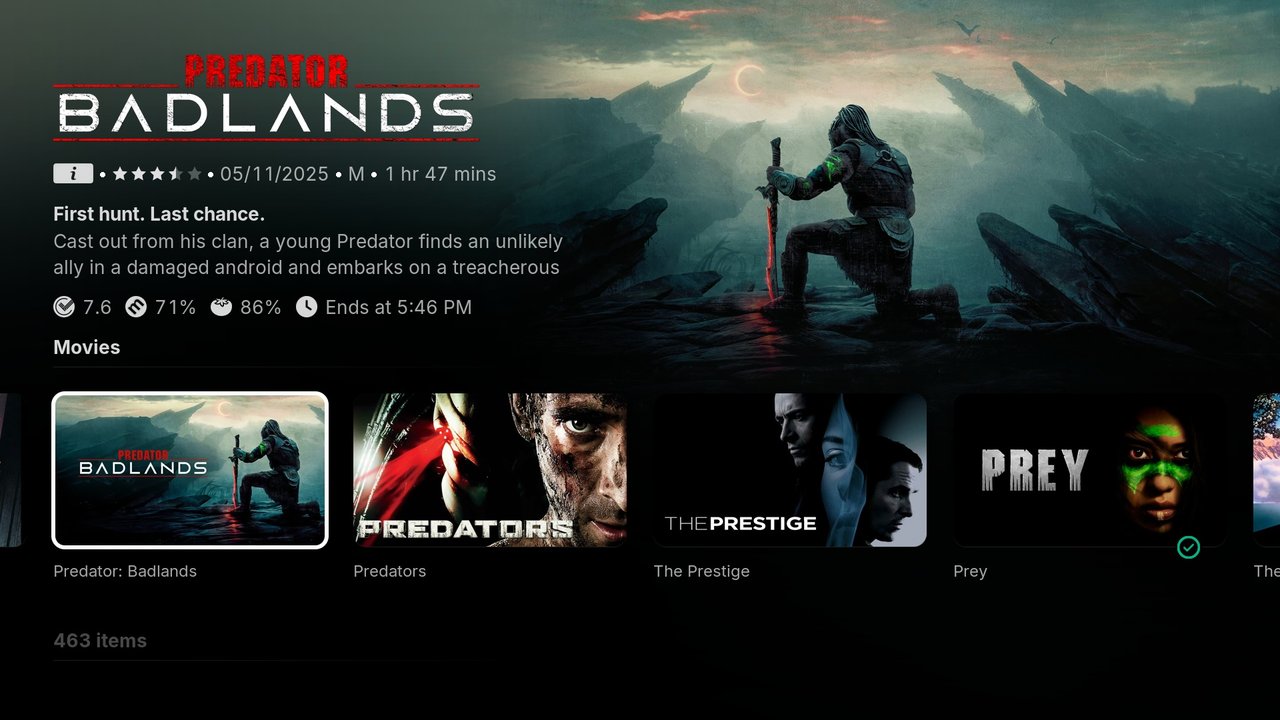 PREDATOR
BADLANDS
i • • 05/11/2025 • M • 1 hr 47 mins
First hunt. Last chance.
Cast out from his clan, a young Predator finds an unlikely
ally in a damaged android and embarks on a treacherous
7.6 71% 86% Ends at 5:46 PM
Movies
PREDATOR
BADLANDS
PREDATORS
THE PRESTIGE
PREY
Predator: Badlands
Predators
The Prestige
Prey
The
463 items